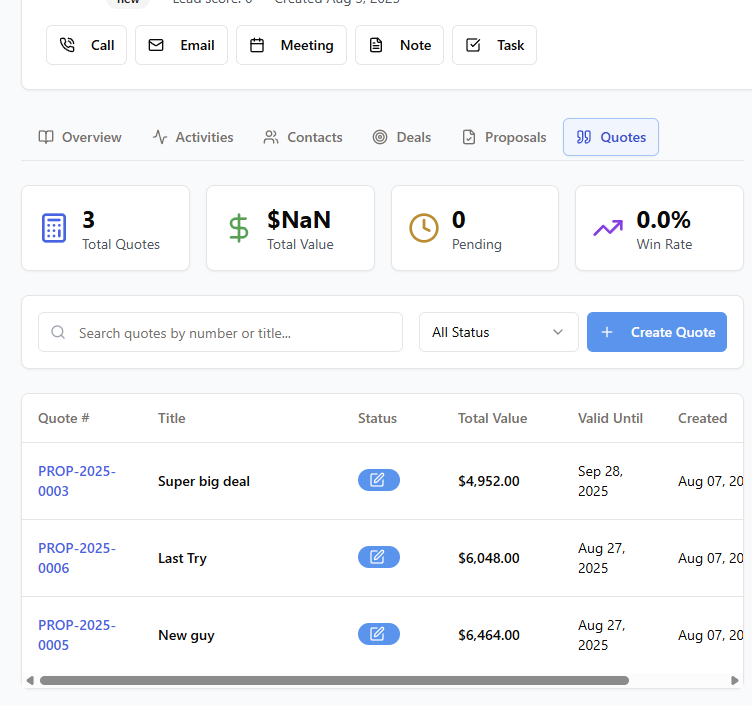 new Lead score: 0 Created Aug 5, 2025
Call Email Meeting Note Task
Overview Activities Contacts Deals Proposals Quotes
3 $NaN 0 0.0%
Total Quotes Total Value Pending Win Rate
Search quotes by number or title... All Status Create Quote
Quote # Title Status Total Value Valid Until Created
PROP-2025-
0003 Super big deal $4,952.00 Sep 28,
2025 Aug 07, 20
PROP-2025-
0006 Last Try $6,048.00 Aug 27,
2025 Aug 07, 20
PROP-2025-
0005 New guy $6,464.00 Aug 27,
2025 Aug 07, 20